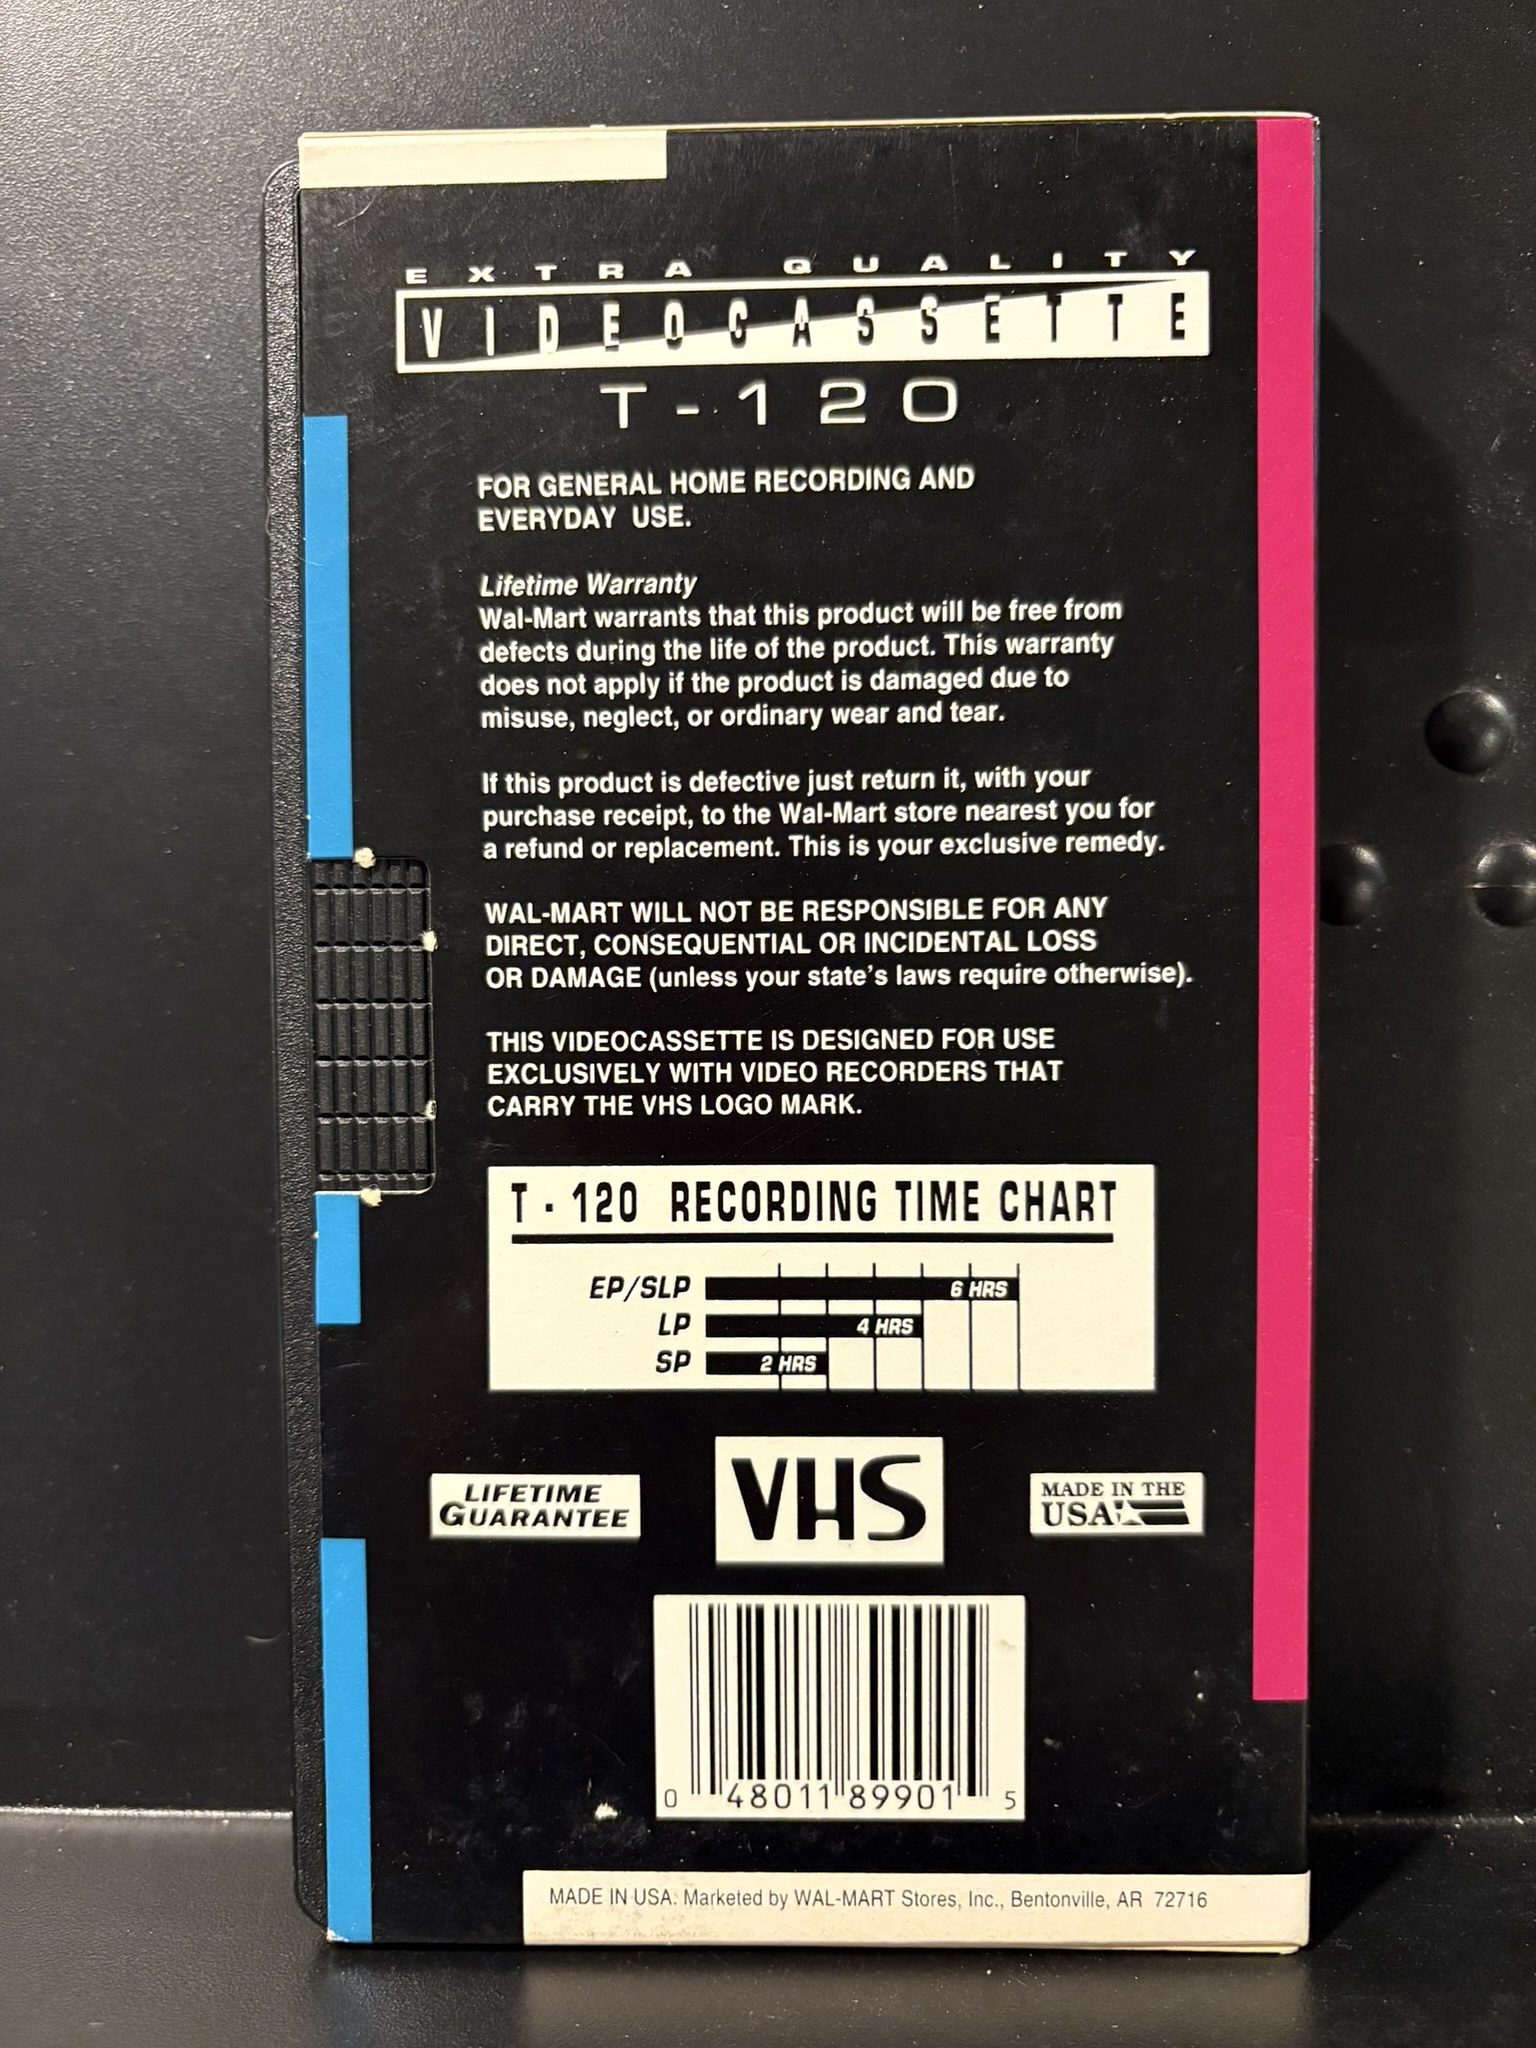 EXTRA QUALITY
VIDEOCASSETTE
T-120
FOR GENERAL HOME RECORDING AND
EVERYDAY USE.
Lifetime Warranty
Wal-Mart warrants that this product will be free from
defects during the life of the product. This warranty
does not apply if the product is damaged due to
misuse, neglect, or ordinary wear and tear.
If this product is defective just return it, with your
purchase receipt, to the Wal-Mart store nearest you for
a refund or replacement. This is your exclusive remedy.
WAL-MART WILL NOT BE RESPONSIBLE FOR ANY
DIRECT, CONSEQUENTIAL OR INCIDENTAL LOSS
OR DAMAGE (unless your state's laws require otherwise).
THIS VIDEOCASSETTE IS DESIGNED FOR USE
EXCLUSIVELY WITH VIDEO RECORDERS THAT
CARRY THE VHS LOGO MARK.
T - 120 RECORDING TIME CHART
EP/SLP 6 HRS
LP 4 HRS
SP 2 HRS
LIFETIME
GUARANTEE
VHS
MADE IN THE
USA
0 48011 89901 5
MADE IN USA. Marketed by WAL-MART Stores, Inc., Bentonville, AR 72716